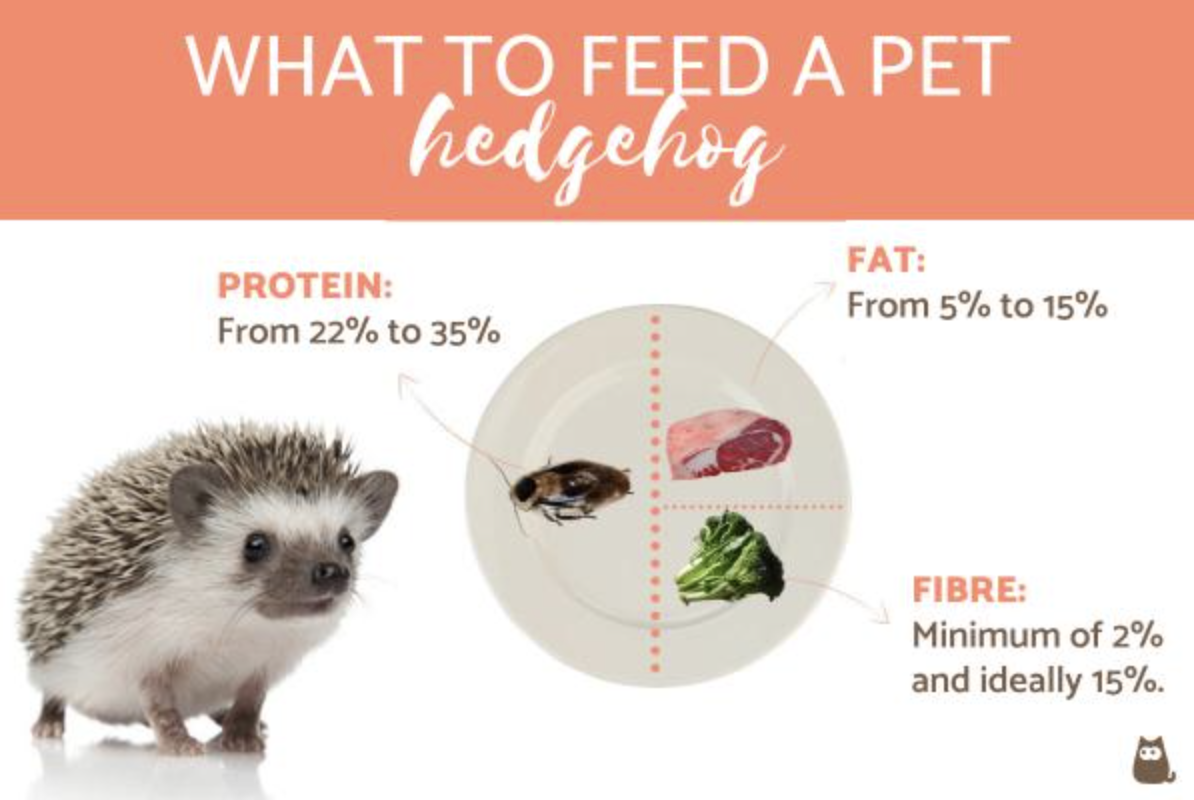 WHAT TO FEED A PET
hedgehog
PROTEIN:
From 22% to 35%
FAT:
From 5% to 15%
FIBRE:
Minimum of 2%
and ideally 15%.